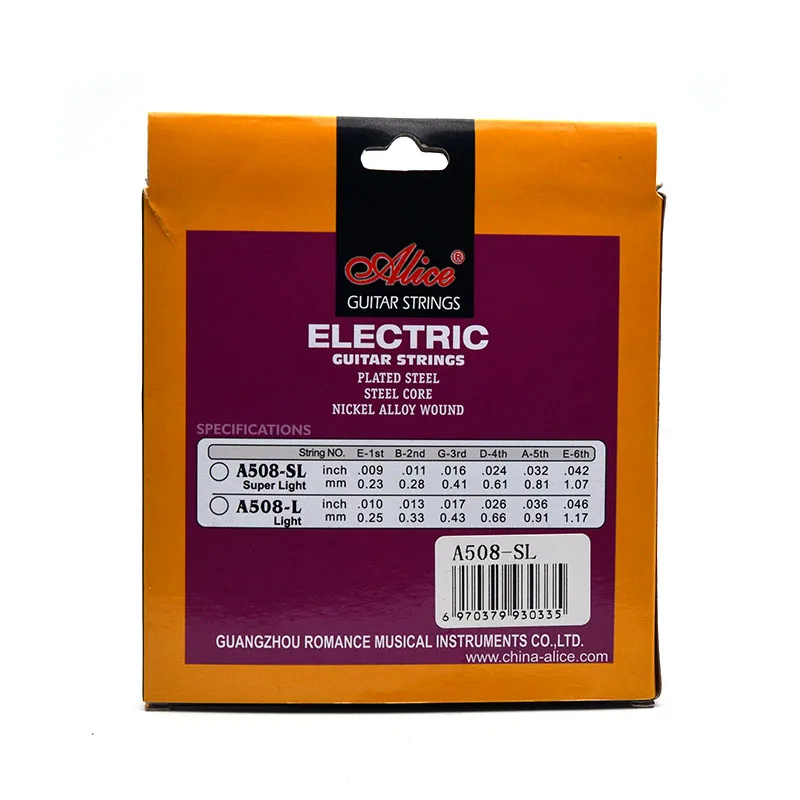 Alice®
GUITAR STRINGS
ELECTRIC
GUITAR STRINGS
PLATED STEEL
STEEL CORE
NICKEL ALLOY WOUND
SPECIFICATIONS
String NO. E-1st B-2nd G-3rd D-4th A-5th E-6th
A508-SL inch .009 .011 .016 .024 .032 .042
Super Light mm 0.23 0.28 0.41 0.61 0.81 1.07
A508-L inch .010 .013 .017 .026 .036 .046
Light mm 0.25 0.33 0.43 0.66 0.91 1.17
A508-SL
6 970379 930335
GUANGZHOU ROMANCE MUSICAL INSTRUMENTS CO.,LTD.
www.china-alice.com